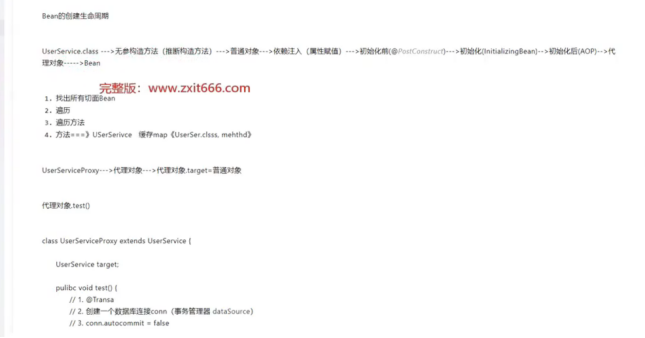 Bean的创建生命周期
UserService.class --->无参构造方法（推断构造方法）--->普通对象--->依赖注入（属性赋值）--->初始化前(@PostConstruct)--->初始化(InitializingBean)-->初始化后(AOP)-->代
理对象----->Bean
完整版：www.zxit666.com
1、找出所有切面Bean
2、遍历
3、遍历方法
4、方法===》USerSerivce 缓存map《UserSer.clsss, mehthd》
UserServiceProxy--->代理对象--->代理对象.target=普通对象
代理对象.test()
class UserServiceProxy extends UserService {
UserService target;
pulibc void test() {
// 1. @Transa
// 2. 创建一个数据库连接conn（事务管理器 dataSource）
// 3. conn.autocommit = false